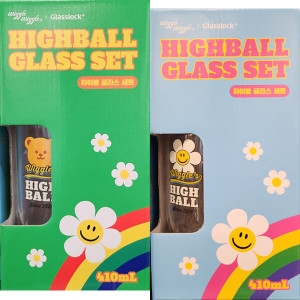 wiggle wiggle's × Glasslock®
HIGHBALL
GLASS SET
하이볼 글라스 세트
Wiggle's
HIGH
BALL
410mL
wiggle wiggle's × Glasslock®
HIGHBALL
GLASS SET
하이볼 글라스 세트
Wiggle's
HIGH
BALL
410mL